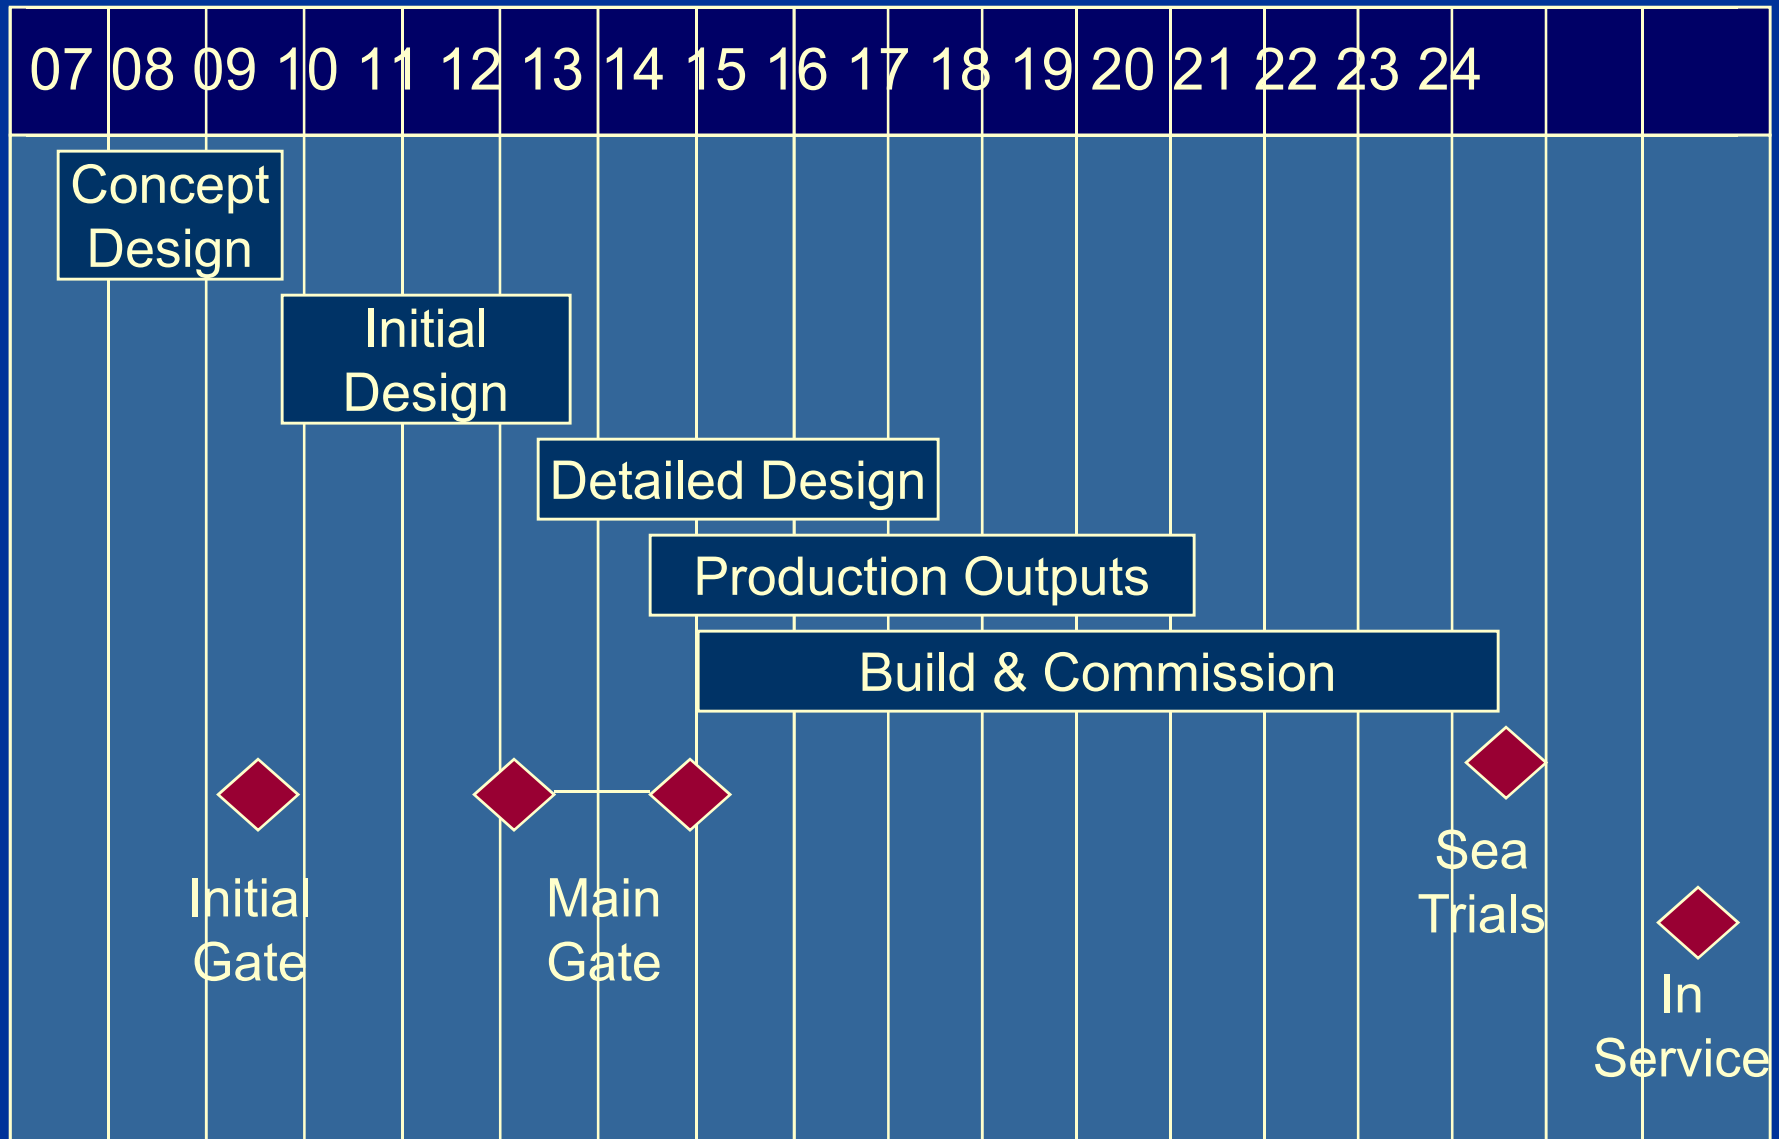 07 08 09 10 11 12 13 14 15 16 17 18 19 20 21 22 23 24
Concept
Design
Initial
Design
Detailed Design
Production Outputs
Build & Commission
Initial
Gate
Main
Gate
Sea
Trials
In
Service